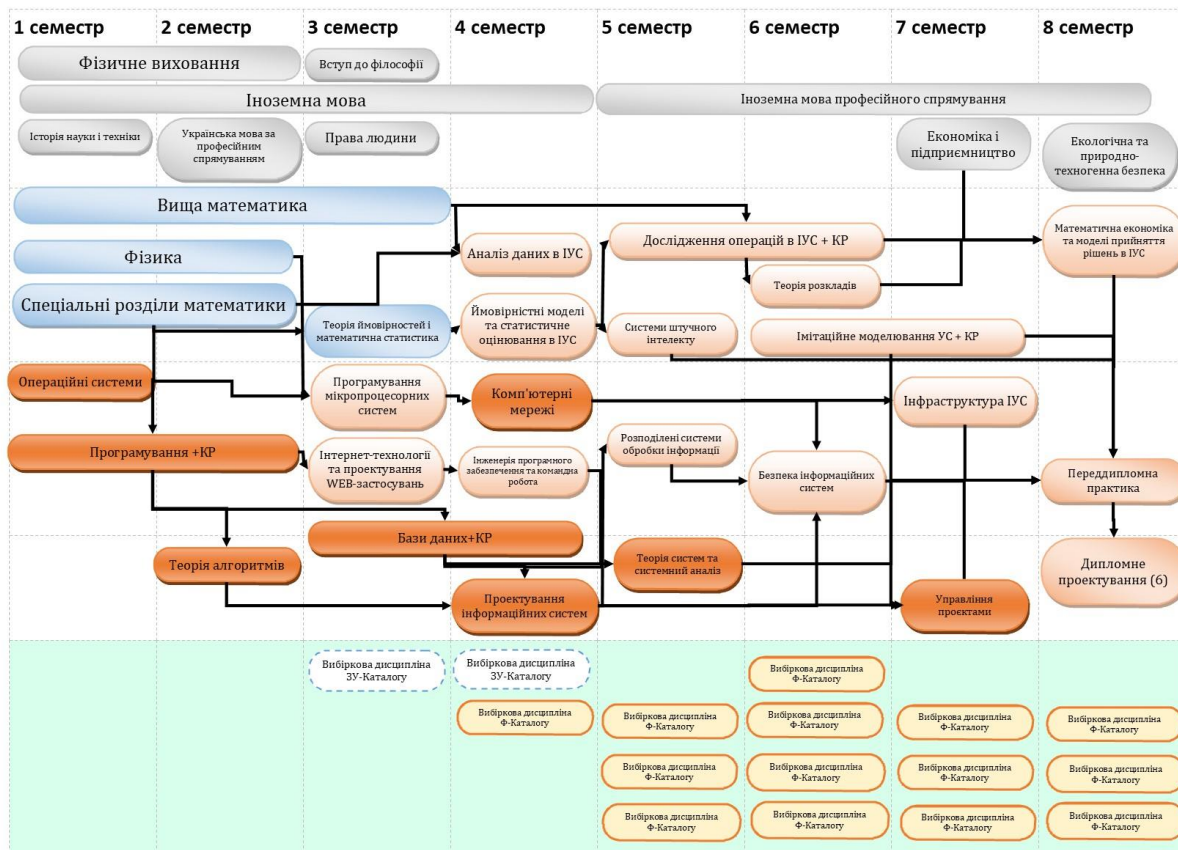 1 семестр
2 семестр
3 семестр
4 семестр
5 семестр
6 семестр
7 семестр
8 семестр
Фізичне виховання
Вступ до філософії
Іноземна мова
Іноземна мова професійного спрямування
Історія науки і техніки
Українська мова за
професійним
спрямуванням
Права людини
Економіка і
підприємництво
Екологічна та
природно-
техногенна безпека
Вища математика
Фізика
Аналіз даних в ІУС
Дослідження операцій в ІУС + КР
Математична економіка
та моделі прийняття
рішень в ІУС
Теорія розкладів
Спеціальні розділи математики
Теорія ймовірностей і
математична статистика
Ймовірністні моделі
та статистичне
оцінювання в ІУС
Системи штучного
інтелекту
Імітаційне моделювання УС + КР
Операційні системи
Програмування
мікропроцесорних
систем
Комп'ютерні
мережі
Інфраструктура ІУС
Програмування +КР
Інтернет-технології
та проектування
WEB-застосувань
Інженерія програмного
забезпечення та командна
робота
Розподілені системи
обробки інформації
Безпека інформаційних
систем
Переддипломна
практика
Бази даних+КР
Теорія алгоритмів
Теорія систем та
системний аналіз
Дипломне
проектування (6)
Проектування
інформаційних систем
Управління
проєктами
Вибіркова дисципліна
ЗУ-Каталогу
Вибіркова дисципліна
ЗУ-Каталогу
Вибіркова дисципліна
Ф-Каталогу
Вибіркова дисципліна
Ф-Каталогу
Вибіркова дисципліна
Ф-Каталогу
Вибіркова дисципліна
Ф-Каталогу
Вибіркова дисципліна
Ф-Каталогу
Вибіркова дисципліна
Ф-Каталогу
Вибіркова дисципліна
Ф-Каталогу
Вибіркова дисципліна
Ф-Каталогу
Вибіркова дисципліна
Ф-Каталогу
Вибіркова дисципліна
Ф-Каталогу
Вибіркова дисципліна
Ф-Каталогу
Вибіркова дисципліна
Ф-Каталогу
Вибіркова дисципліна
Ф-Каталогу
Вибіркова дисципліна
Ф-Каталогу